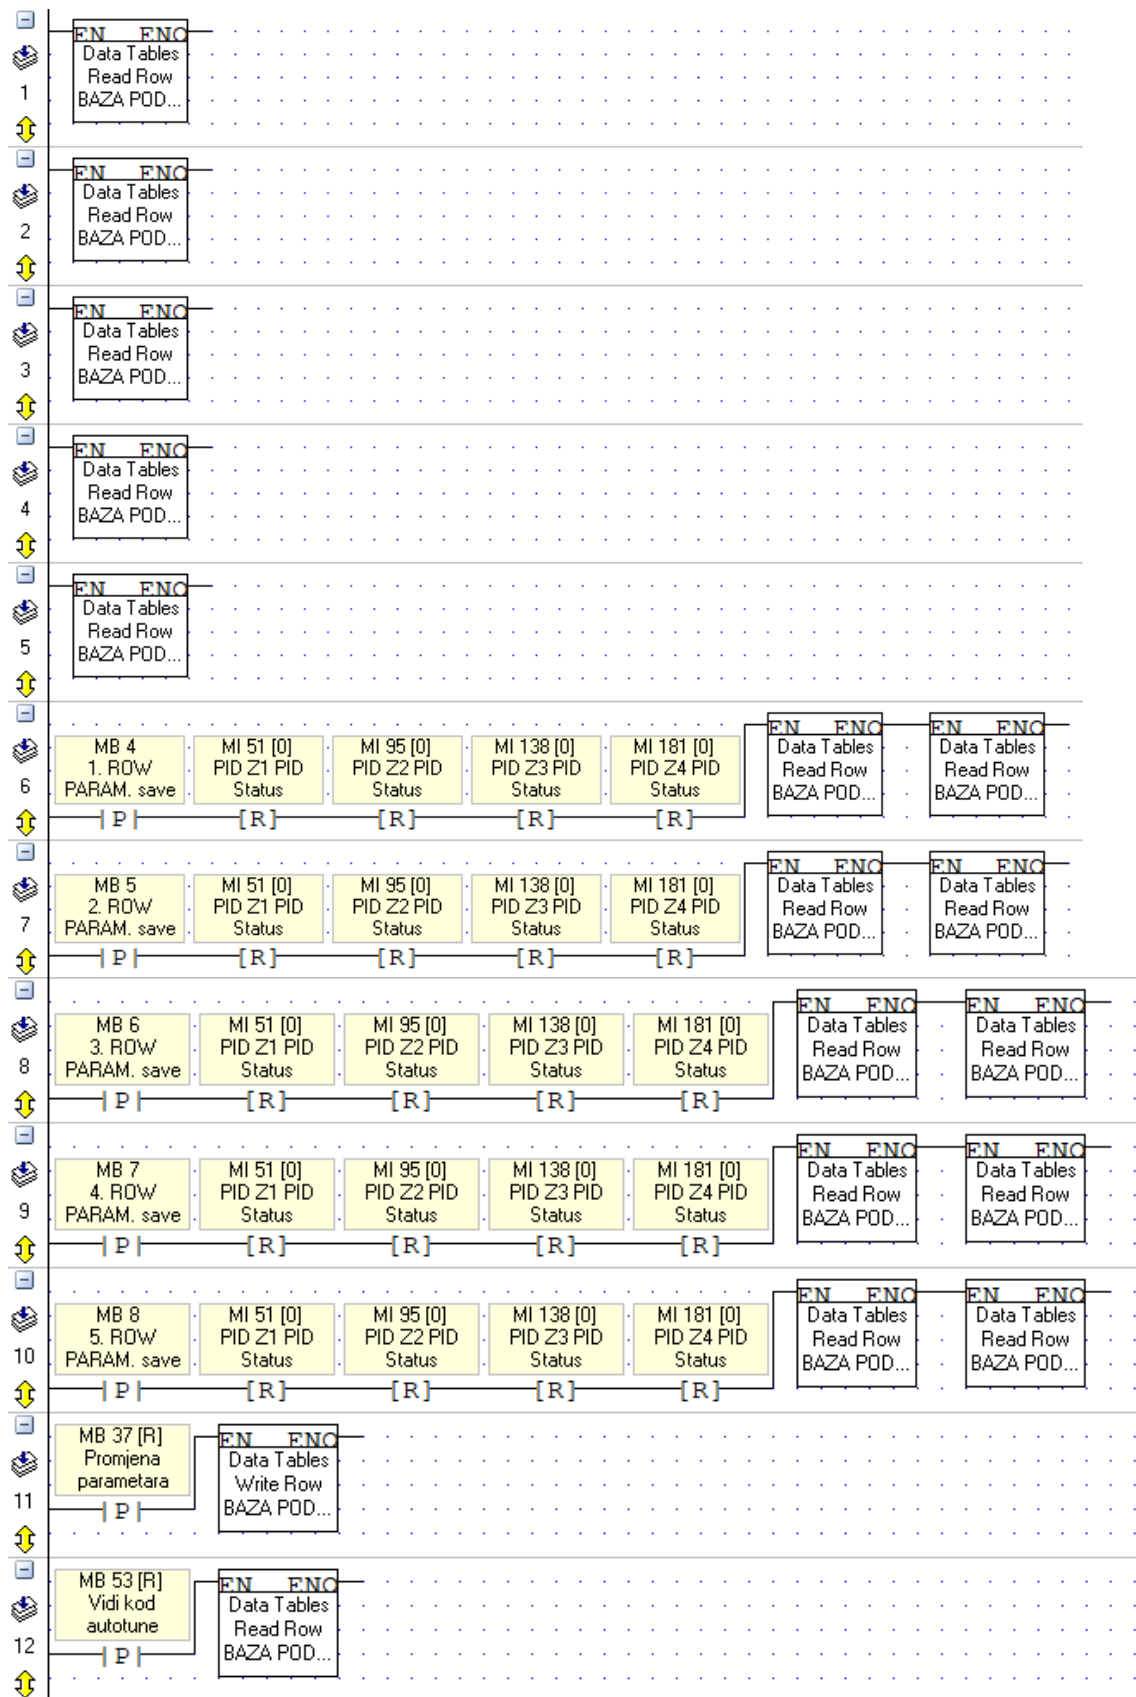 EN ENO
Data Tables
Read Row
BAZA POD...
1
EN ENO
Data Tables
Read Row
BAZA POD...
2
EN ENO
Data Tables
Read Row
BAZA POD...
3
EN ENO
Data Tables
Read Row
BAZA POD...
4
EN ENO
Data Tables
Read Row
BAZA POD...
5
EN ENO EN ENO
MB 4 MI 51 [0] MI 95 [0] MI 138 [0] MI 181 [0] Data Tables Data Tables
1. ROW PID Z1 PID PID Z2 PID PID Z3 PID PID Z4 PID Read Row Read Row
6 PARAM. save Status Status Status Status BAZA POD... BAZA POD...
P [R] [R] [R] [R]
EN ENO EN ENO
MB 5 MI 51 [0] MI 95 [0] MI 138 [0] MI 181 [0] Data Tables Data Tables
2. ROW PID Z1 PID PID Z2 PID PID Z3 PID PID Z4 PID Read Row Read Row
7 PARAM. save Status Status Status Status BAZA POD... BAZA POD...
P [R] [R] [R] [R]
EN ENO EN ENO
MB 6 MI 51 [0] MI 95 [0] MI 138 [0] MI 181 [0] Data Tables Data Tables
3. ROW PID Z1 PID PID Z2 PID PID Z3 PID PID Z4 PID Read Row Read Row
8 PARAM. save Status Status Status Status BAZA POD... BAZA POD...
P [R] [R] [R] [R]
EN ENO EN ENO
MB 7 MI 51 [0] MI 95 [0] MI 138 [0] MI 181 [0] Data Tables Data Tables
4. ROW PID Z1 PID PID Z2 PID PID Z3 PID PID Z4 PID Read Row Read Row
9 PARAM. save Status Status Status Status BAZA POD... BAZA POD...
P [R] [R] [R] [R]
EN ENO EN ENO
MB 8 MI 51 [0] MI 95 [0] MI 138 [0] MI 181 [0] Data Tables Data Tables
5. ROW PID Z1 PID PID Z2 PID PID Z3 PID PID Z4 PID Read Row Read Row
10 PARAM. save Status Status Status Status BAZA POD... BAZA POD...
P [R] [R] [R] [R]
MB 37 [R] EN ENO
Promjena Data Tables
parametara Write Row
11 BAZA POD...
P
MB 53 [R] EN ENO
Vidi kod Data Tables
autotune Read Row
12 BAZA POD...
P